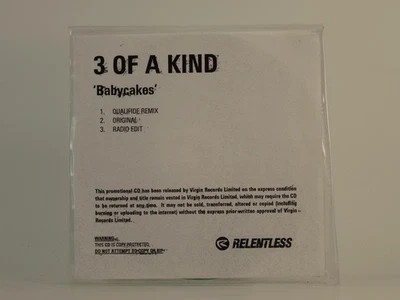 3 OF A KIND
'Babycakes'
1. QUALIFIDE REMIX
2. ORIGINAL
3. RADIO EDIT
This promotional CD has been released by Virgin Records Limited on the express condition
that ownership and title remain vested in Virgin Records Limited, which may require the CD
to be returned at any time. It may not be sold, transferred, altered or copied (including
burning or uploading to the internet) without the express prior written approval of Virgin
Records Limited.
WARNING:
THIS CD IS COPY PROTECTED.
DO NOT ATTEMPT TO COPY OR RIP
RELENTLESS